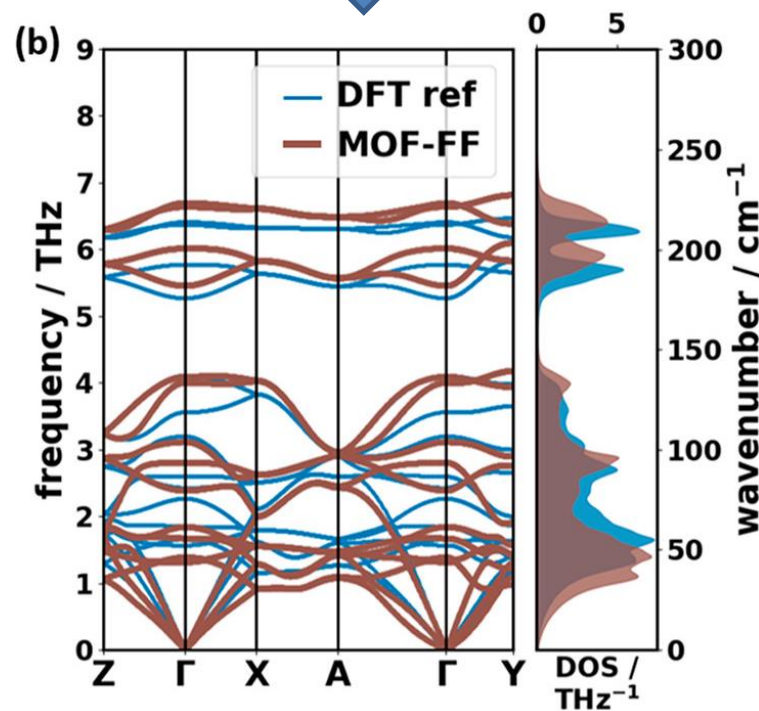 (b)
0 5
9
8
7
6
5
4
3
2
1
0
frequency / THz
DFT ref
MOF-FF
300
250
200
150
100
50
0
wavenumber / cm⁻¹
Z Γ X A Γ Y
DOS /
THz⁻¹